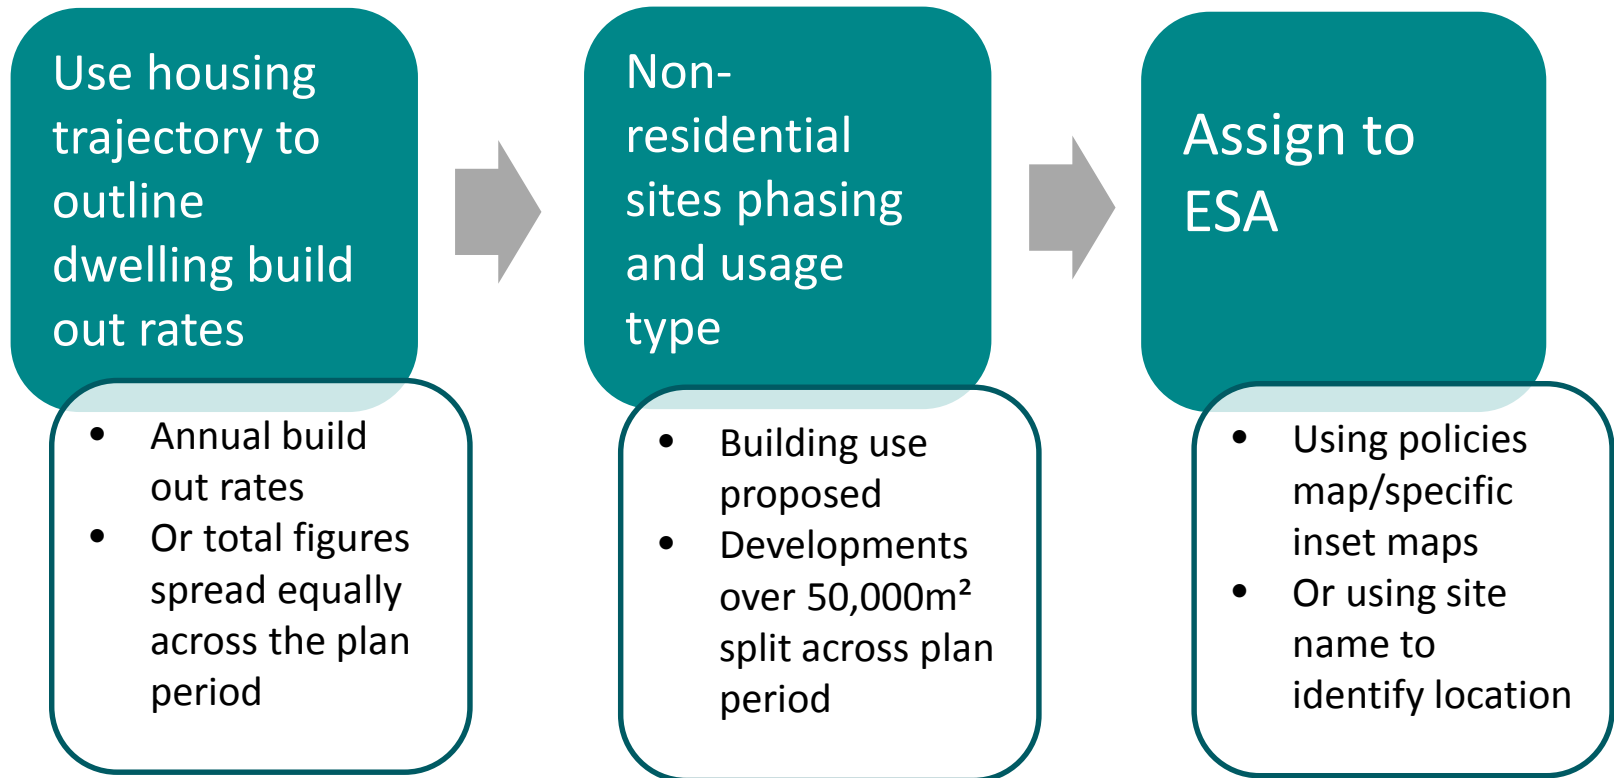 Use housing
trajectory to
outline
dwelling build
out rates
• Annual build
out rates
• Or total figures
spread equally
across the plan
period
Non-
residential
sites phasing
and usage
type
• Building use
proposed
• Developments
over 50,000m²
split across plan
period
Assign to
ESA
• Using policies
map/specific
inset maps
• Or using site
name to
identify location